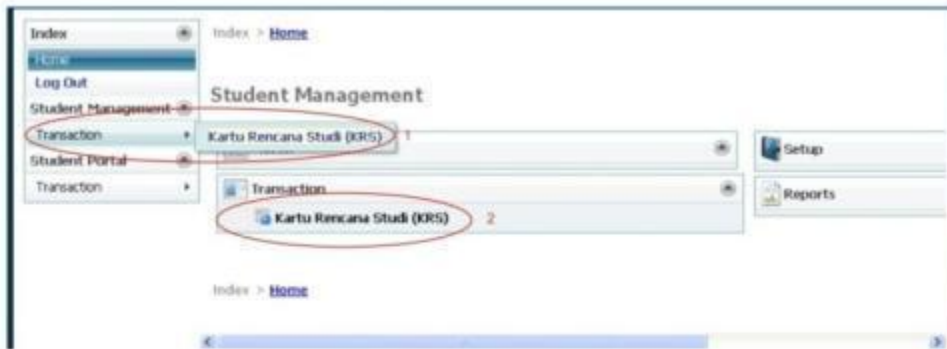 Index
Home
Log Out
Student Management
Transaction
Student Portal
Transaction
Index > Home
Student Management
Kartu Rencana Studi (KRS) 1
Transaction
Kartu Rencana Studi (KRS) 2
Setup
Reports
Index > Home